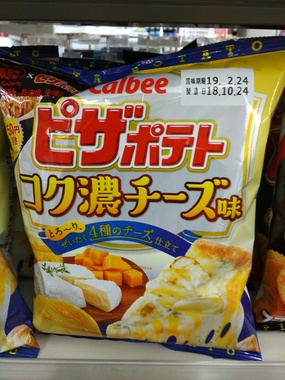 Calbee
賞味期限19. 2.24
製造日18.10.24
ピザポテト
コク濃チーズ味
とろ〜り、
ぜいたく4種のチーズ仕立て